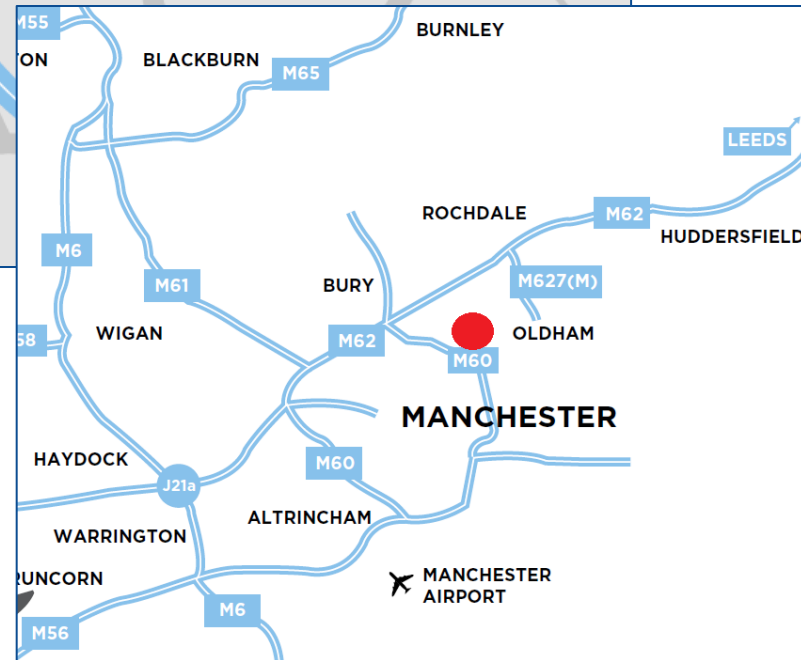 M55
BURNLEY
ON
BLACKBURN
M65
LEEDS
ROCHDALE
M62
HUDDERSFIELD
M6
M61
BURY
M627(M)
58
WIGAN
M62
OLDHAM
M60
MANCHESTER
HAYDOCK
M60
J21a
ALTRINCHAM
WARRINGTON
RUNCORN
MANCHESTER
AIRPORT
M6
M56